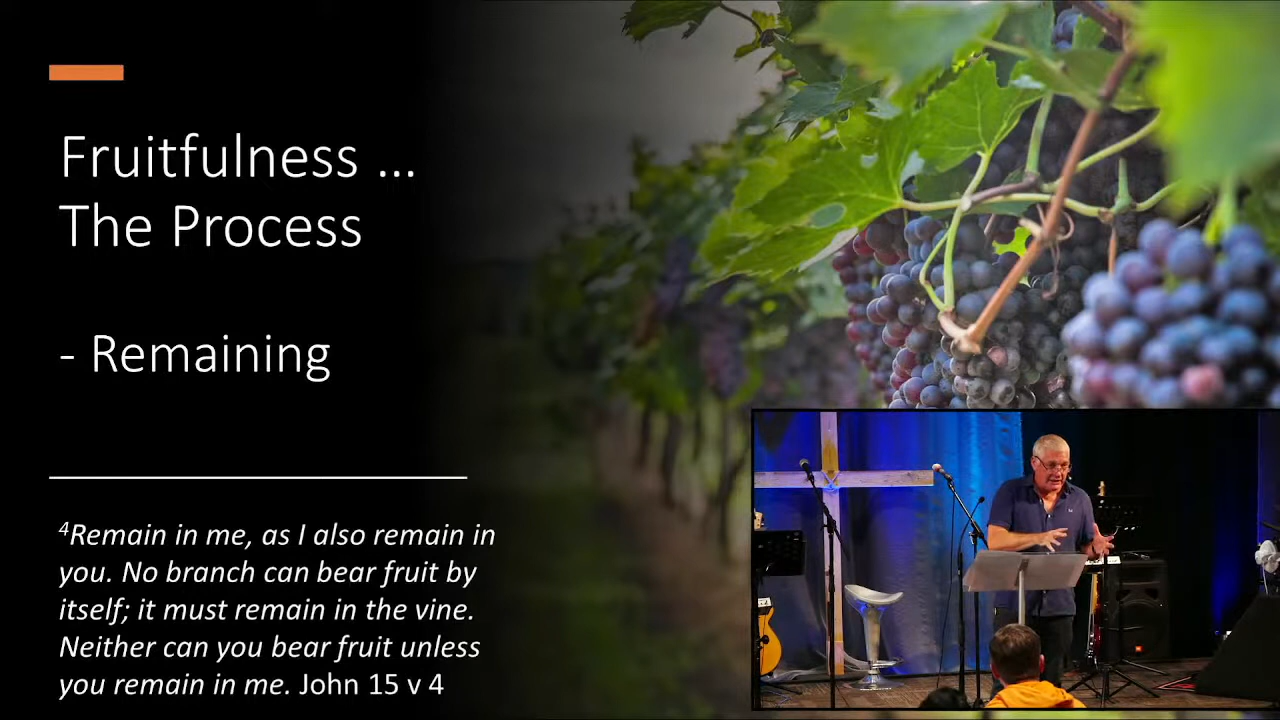 Fruitfulness ...
The Process
- Remaining
⁴Remain in me, as I also remain in
you. No branch can bear fruit by
itself; it must remain in the vine.
Neither can you bear fruit unless
you remain in me. John 15 v 4